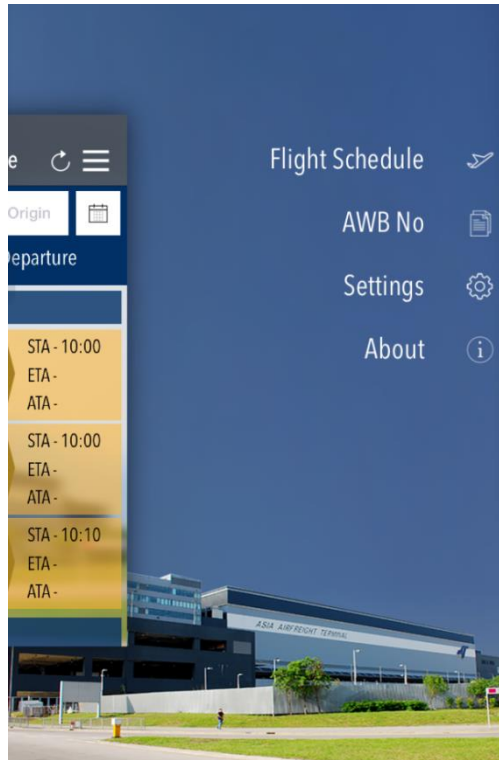 e
Origin
Departure
STA - 10:00
ETA -
ATA -
STA - 10:00
ETA -
ATA -
STA - 10:10
ETA -
ATA -
Flight Schedule
AWB No
Settings
About
ASIA AIRFREIGHT TERMINAL